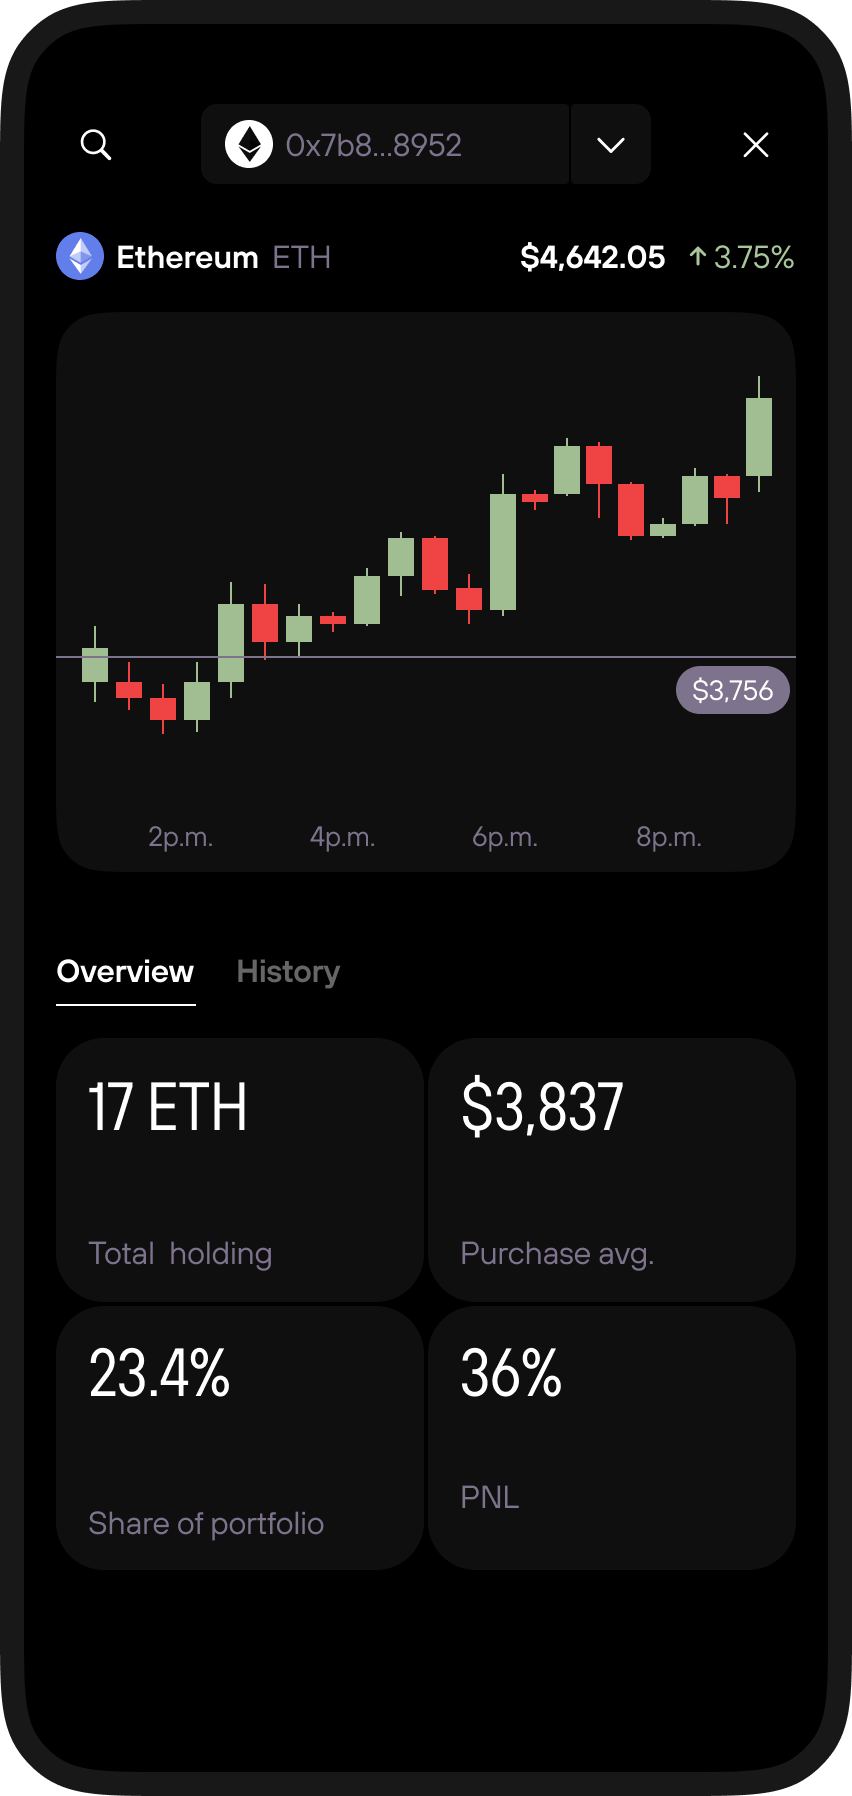 0x7b8...8952
Ethereum ETH $4,642.05 ↑ 3.75%
$3,756
2p.m. 4p.m. 6p.m. 8p.m.
Overview History
17 ETH $3,837
Total holding Purchase avg.
23.4% 36%
PNL
Share of portfolio